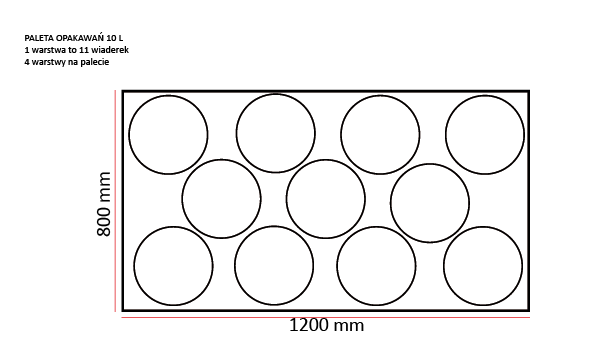 PALETA OPAKAWAŃ 10 L
1 warstwa to 11 wiaderek
4 warstwy na palecie
800 mm
1200 mm